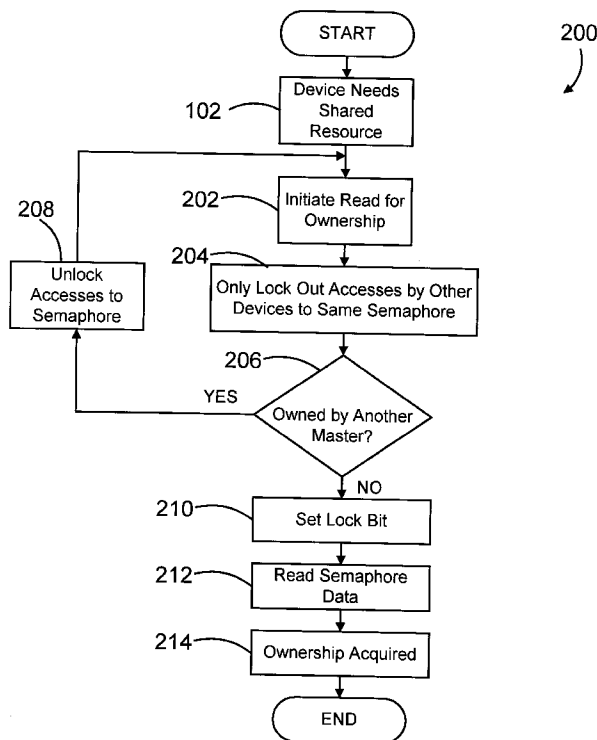 START
200
Device Needs
Shared
Resource
102
202
Initiate Read for
Ownership
208
Unlock
Accesses to
Semaphore
204
Only Lock Out Accesses by Other
Devices to Same Semaphore
206
YES
Owned by Another
Master?
NO
210
Set Lock Bit
212
Read Semaphore
Data
214
Ownership Acquired
END